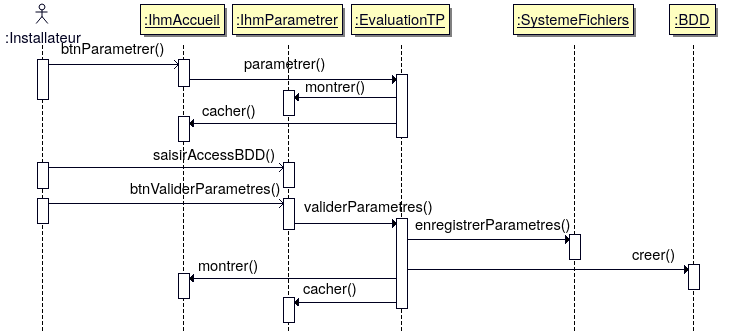 :IhmAccueil
:IhmParametrer
:EvaluationTP
:SystemeFichiers
:BDD
:Installateur
btnParametrer()
parametrer()
montrer()
cacher()
saisirAccessBDD()
btnValiderParametres()
validerParametres()
enregistrerParametres()
creer()
montrer()
cacher()